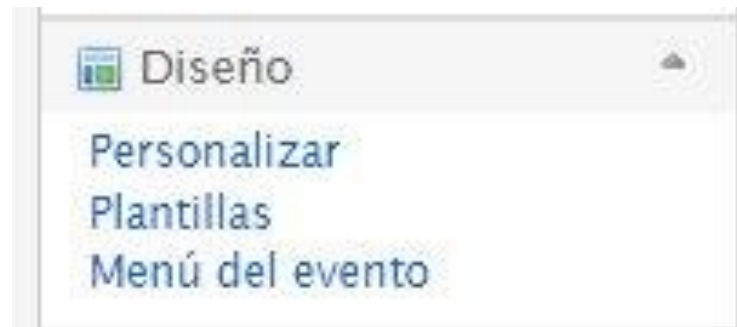 Diseño
Personalizar
Plantillas
Menú del evento